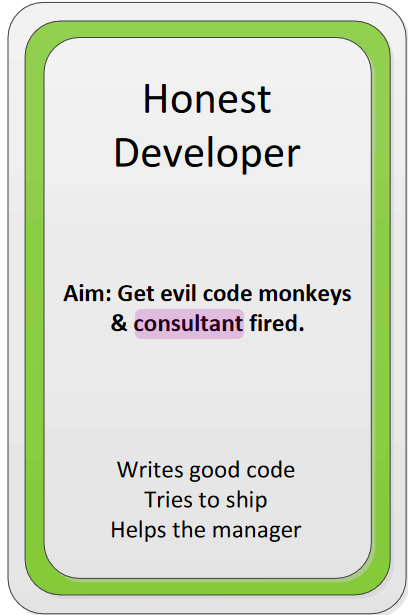 Honest
Developer
Aim: Get evil code monkeys
& consultant fired.
Writes good code
Tries to ship
Helps the manager